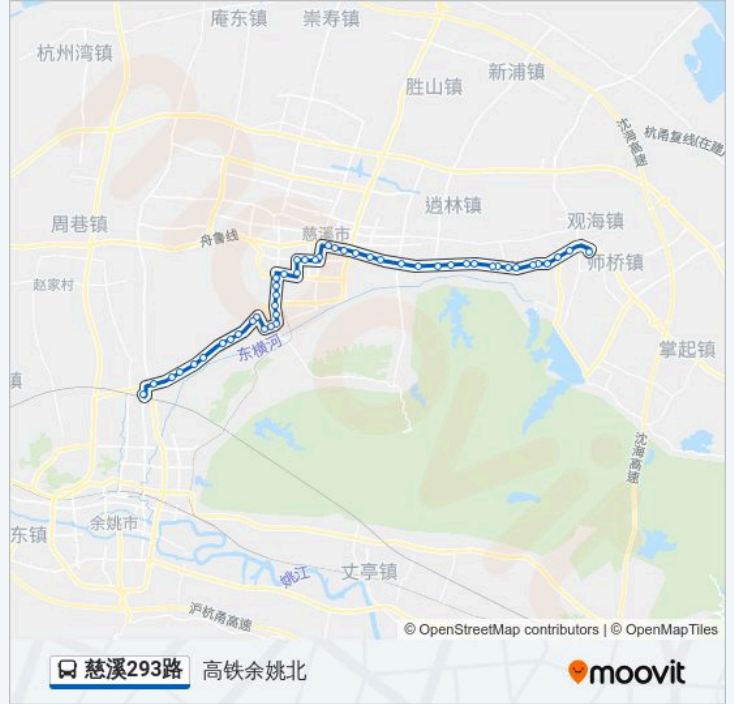 庵东镇
崇寿镇
杭州湾镇
新浦镇
胜山镇
沈海高速
杭甬复线(在建)
逍林镇
观海镇
周巷镇
舟鲁线
慈溪市
师桥镇
赵家村
东横河
掌起镇
镇
沈海高速
余姚市
东镇
姚江
丈亭镇
沪杭甬高速
© OpenStreetMap contributors | © OpenMapTiles
慈溪293路
高铁余姚北
moovit